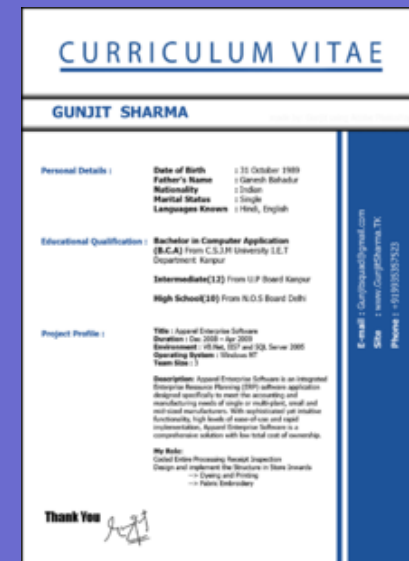 CURRICULUM VITAE
GUNJIT SHARMA
Personal Details :
Date of Birth : 31 October 1989
Father's Name : Ganesh Bahadur
Nationality : Indian
Marital Status : Single
Languages Known : Hindi, English
Educational Qualification :
Bachelor in Computer Application
(B.C.A) From C.S.J.M University I.E.T
Department Kanpur
Intermediate(12) From U.P Board Kanpur
High School(10) From N.O.S Board Delhi
Project Profile :
Title : Apparel Enterprise Software
Duration : Dec 2008 - Apr 2009
Environment : VB.Net, IIS7 and SQL Server 2005
Operating System : Windows NT
Team Size : 3
Description: Apparel Enterprise Software is an integrated
Enterprise Resource Planning (ERP) software application
designed specifically to meet the accounting and
manufacturing needs of single or multi-plant, small and
mid-sized manufacturers. With sophisticated yet intuitive
functionality, high levels of ease-of-use and rapid
implementation, Apparel Enterprise Software is a
comprehensive solution with low total cost of ownership.
My Role:
Coded Entire Processing Receipt Inspection
Design and implement the Structure in Store Inwards
--> Dyeing and Printing
--> Fabric Embroidery
Thank You
E-mail : Gunjitsquad@gmail.com
Site : www.GunjitSharma.TK
Phone : +919935357523